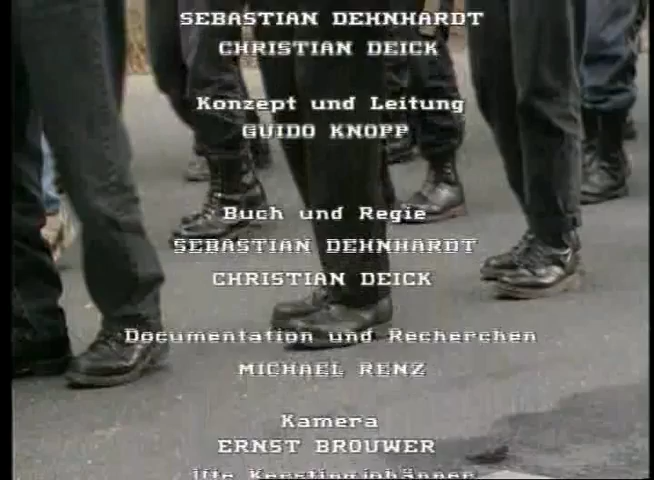 SEBASTIAN DEHNHARDT
CHRISTIAN DEICK
Konzept und Leitung
GUIDO KNOPP
Buch und Regie
SEBASTIAN DEHNHARDT
CHRISTIAN DEICK
Documentation und Recherchen
MICHAEL RENZ
Kamera
ERNST BROUWER
Ute